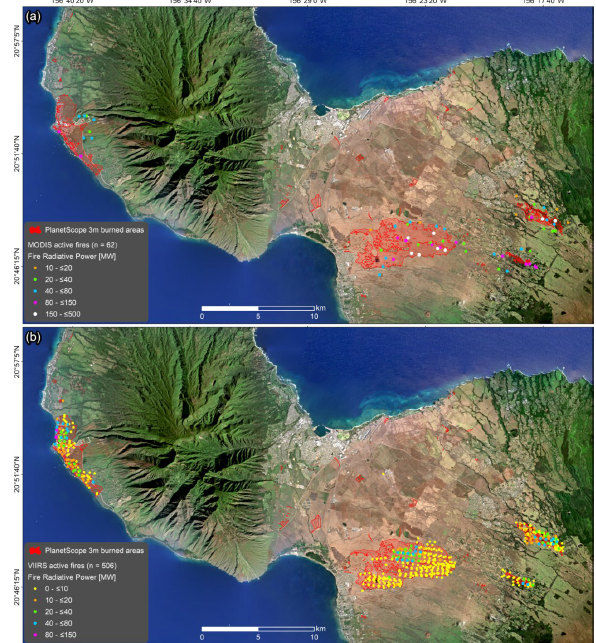 156°40'20"W 156°34'40"W 156°29'0"W 156°23'20"W 156°17'40"W
(a)
20°57'5"N
20°51'40"N
20°46'15"N
PlanetScope 3m burned areas
MODIS active fires (n = 62)
Fire Radiative Power [MW]
10 - ≤20
20 - ≤40
40 - ≤80
80 - ≤150
150 - ≤500
km
0 5 10
(b)
20°57'5"N
20°51'40"N
20°46'15"N
PlanetScope 3m burned areas
VIIRS active fires (n = 506)
Fire Radiative Power [MW]
0 - ≤10
10 - ≤20
20 - ≤40
40 - ≤80
80 - ≤150
km
0 5 10